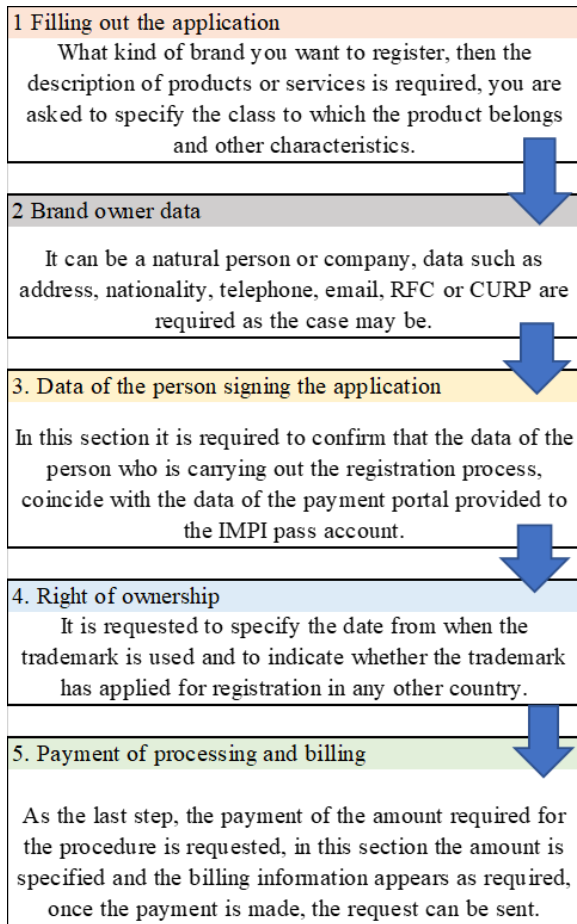 1 Filling out the application
What kind of brand you want to register, then the
description of products or services is required, you are
asked to specify the class to which the product belongs
and other characteristics.
2 Brand owner data
It can be a natural person or company, data such as
address, nationality, telephone, email, RFC or CURP are
required as the case may be.
3. Data of the person signing the application
In this section it is required to confirm that the data of the
person who is carrying out the registration process,
coincide with the data of the payment portal provided to
the IMPI pass account.
4. Right of ownership
It is requested to specify the date from when the
trademark is used and to indicate whether the trademark
has applied for registration in any other country.
5. Payment of processing and billing
As the last step, the payment of the amount required for
the procedure is requested, in this section the amount is
specified and the billing information appears as required,
once the payment is made, the request can be sent.